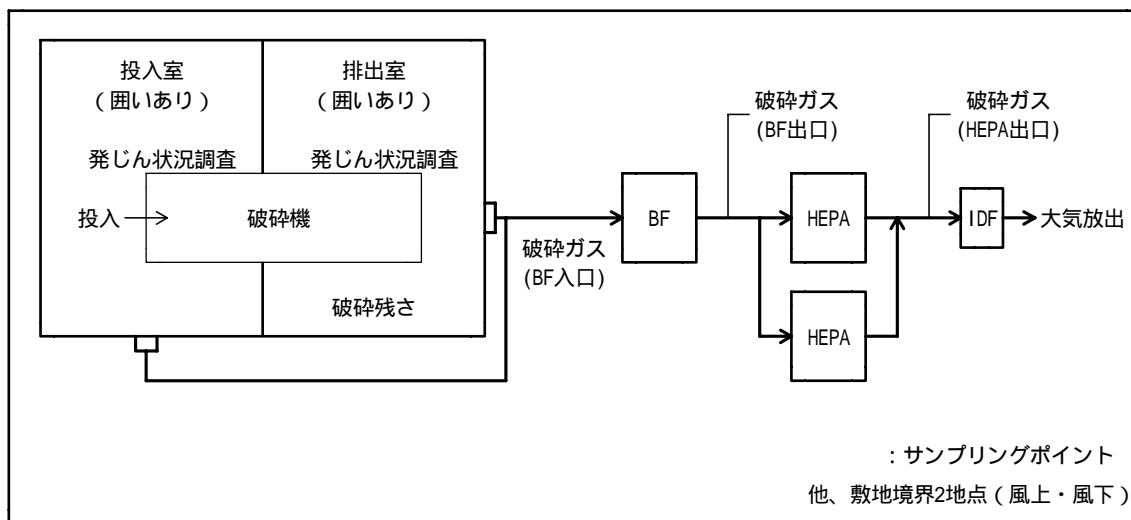 投入室
(囲いあり)
排出室
(囲いあり)
発じん状況調査
発じん状況調査
投入
破砕機
破砕残さ
破砕ガス
(BF入口)
BF
破砕ガス
(BF出口)
HEPA
HEPA
破砕ガス
(HEPA出口)
IDF
大気放出
:サンプリングポイント
他、敷地境界2地点(風上・風下)